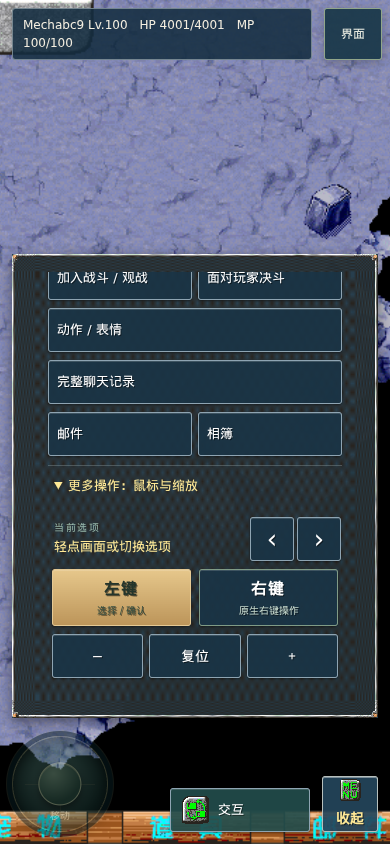 Mechabc9 Lv.100 HP 4001/4001 MP
100/100
界面
加入战斗 / 观战
面对玩家决斗
动作 / 表情
完整聊天记录
邮件
相簿
▼ 更多操作：鼠标与缩放
当前选项
轻点画面或切换选项
‹
›
左键
选择 / 确认
右键
原生右键操作
−
复位
+
交互
收起